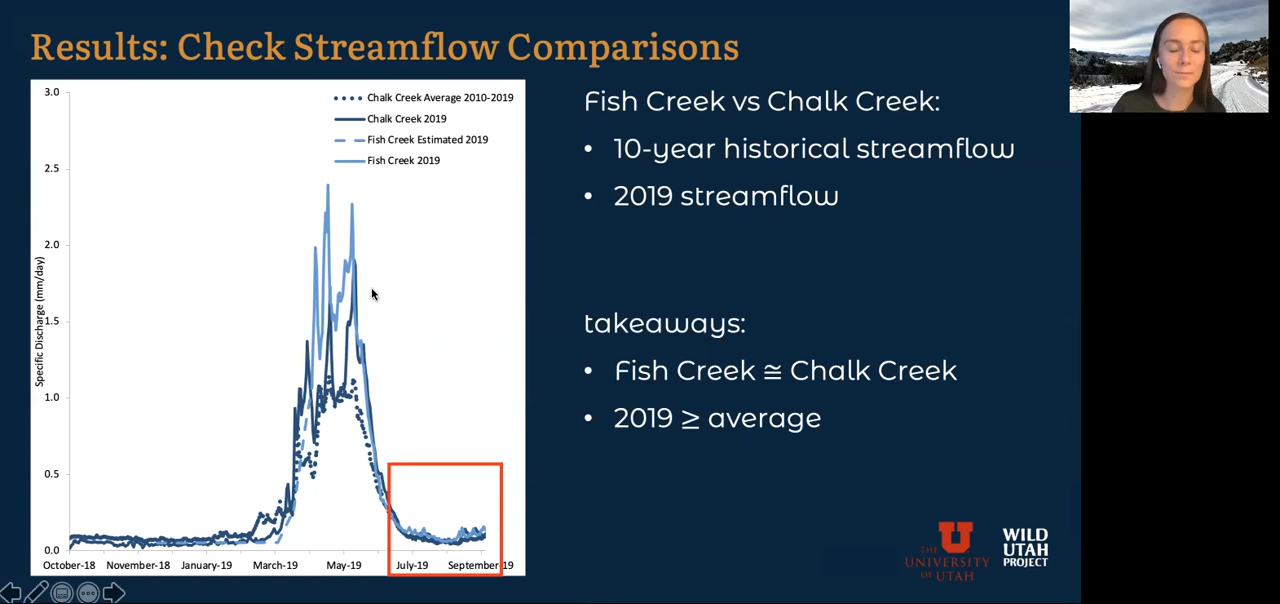 Results: Check Streamflow Comparisons
3.0
2.5
2.0
1.5
1.0
0.5
0.0
Specific Discharge (mm/day)
Chalk Creek Average 2010-2019
Chalk Creek 2019
Fish Creek Estimated 2019
Fish Creek 2019
October-18 November-18 January-19 March-19 May-19 July-19 September-19
Fish Creek vs Chalk Creek:
• 10-year historical streamflow
• 2019 streamflow
takeaways:
• Fish Creek ≅ Chalk Creek
• 2019 ≥ average
THE
UNIVERSITY
OF UTAH
WILD
UTAH
PROJECT